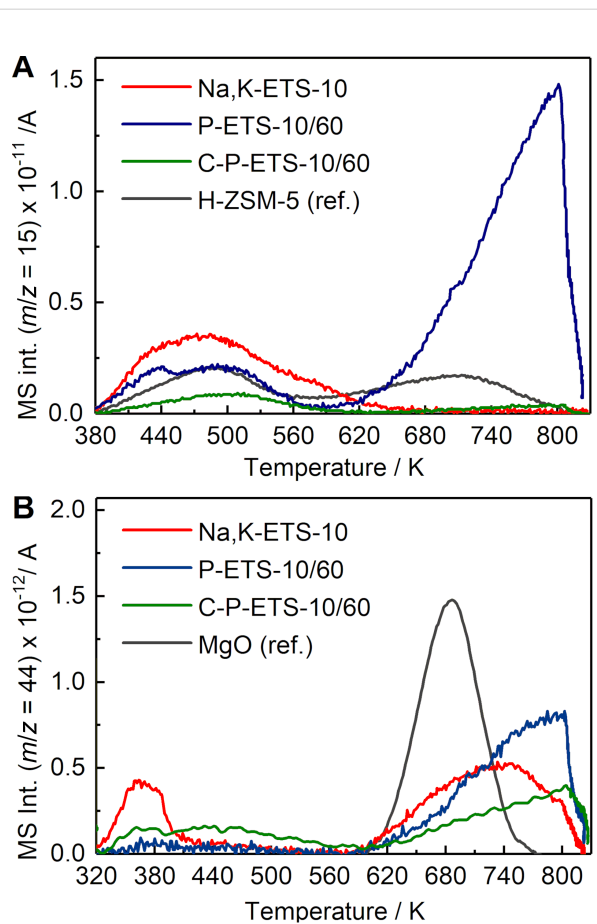 A
1.5
1.0
0.5
0.0
MS int. (m/z = 15) x 10⁻¹¹ /A
Na,K-ETS-10
P-ETS-10/60
C-P-ETS-10/60
H-ZSM-5 (ref.)
380 440 500 560 620 680 740 800
Temperature / K
B
2.0
1.5
1.0
0.5
0.0
MS Int. (m/z = 44) x 10⁻¹²/ A
Na,K-ETS-10
P-ETS-10/60
C-P-ETS-10/60
MgO (ref.)
320 380 440 500 560 620 680 740 800
Temperature / K